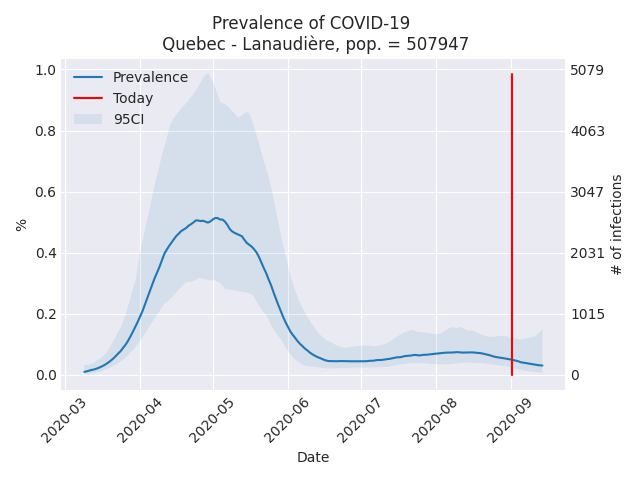 Prevalence of COVID-19
Quebec - Lanaudière, pop. = 507947
Prevalence
Today
95CI
1.0
0.8
0.6
0.4
0.2
0.0
%
5079
4063
3047
2031
1015
0
# of infections
2020-03
2020-04
2020-05
2020-06
2020-07
2020-08
2020-09
Date